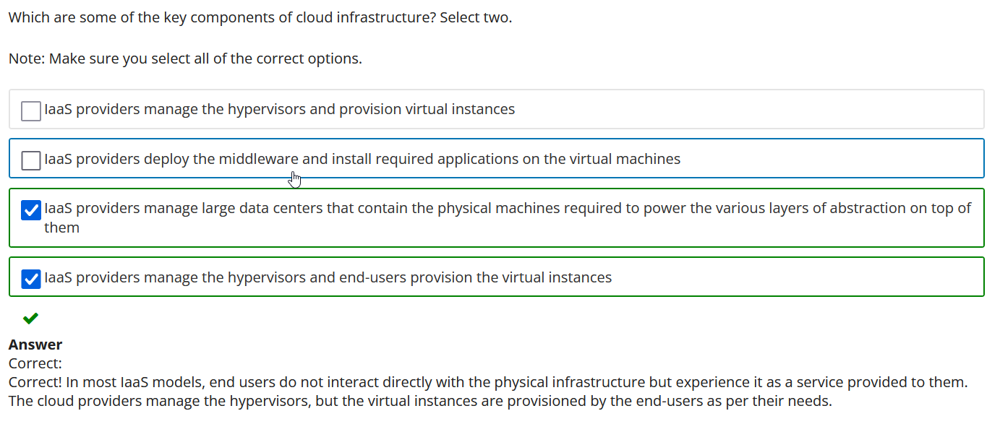 Which are some of the key components of cloud infrastructure? Select two.
Note: Make sure you select all of the correct options.
IaaS providers manage the hypervisors and provision virtual instances
IaaS providers deploy the middleware and install required applications on the virtual machines
IaaS providers manage large data centers that contain the physical machines required to power the various layers of abstraction on top of
them
IaaS providers manage the hypervisors and end-users provision the virtual instances
Answer
Correct:
Correct! In most IaaS models, end users do not interact directly with the physical infrastructure but experience it as a service provided to them.
The cloud providers manage the hypervisors, but the virtual instances are provisioned by the end-users as per their needs.